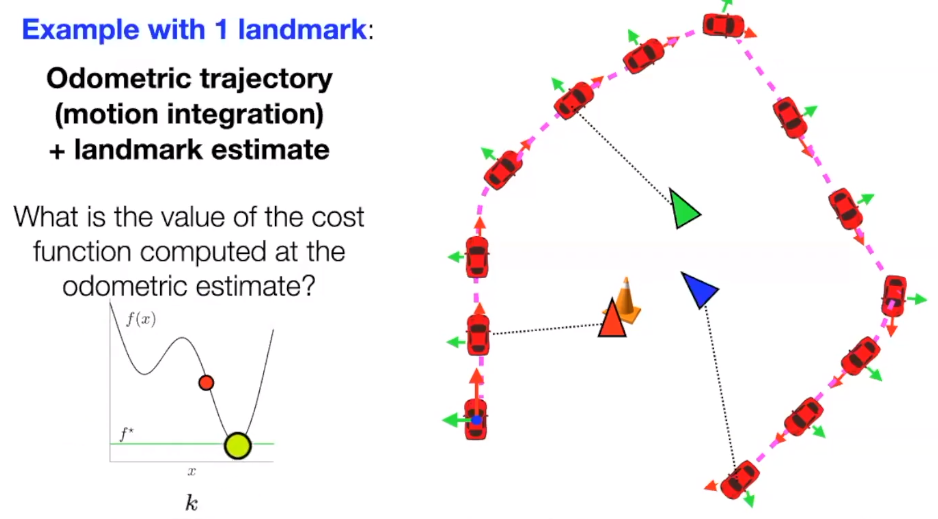 Example with 1 landmark:
Odometric trajectory
(motion integration)
+ landmark estimate
What is the value of the cost
function computed at the
odometric estimate?
f(x)
f*
x
k